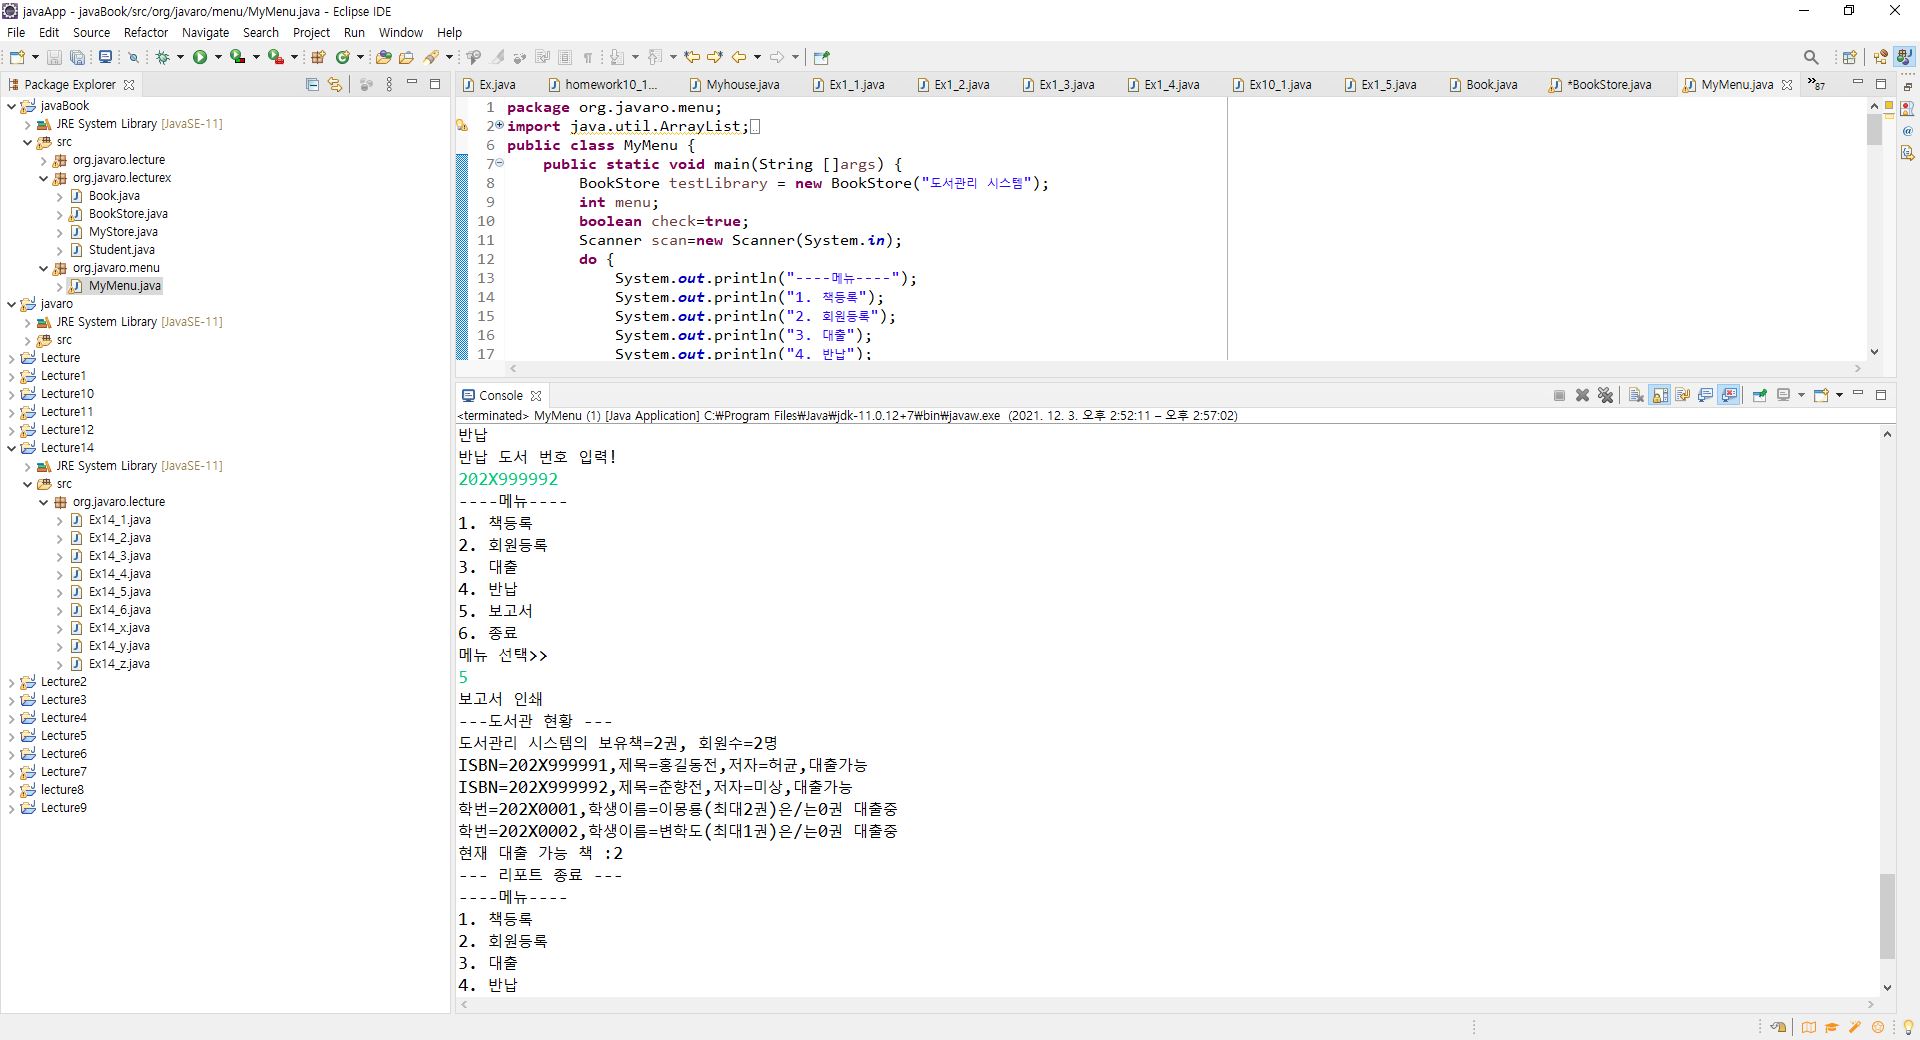 javaApp - javaBook/src/org/javaro/menu/MyMenu.java - Eclipse IDE
File Edit Source Refactor Navigate Search Project Run Window Help
Package Explorer
javaBook
JRE System Library [JavaSE-11]
src
org.javaro.lecture
org.javaro.lecturex
Book.java
BookStore.java
MyStore.java
Student.java
org.javaro.menu
MyMenu.java
javaro
JRE System Library [JavaSE-11]
src
Lecture
Lecture1
Lecture10
Lecture11
Lecture12
Lecture14
JRE System Library [JavaSE-11]
src
org.javaro.lecture
Ex14_1.java
Ex14_2.java
Ex14_3.java
Ex14_4.java
Ex14_5.java
Ex14_6.java
Ex14_x.java
Ex14_y.java
Ex14_z.java
Lecture2
Lecture3
Lecture4
Lecture5
Lecture6
Lecture7
lecture8
Lecture9
Ex.java homework10_1... Myhouse.java Ex1_1.java Ex1_2.java Ex1_3.java Ex1_4.java Ex10_1.java Ex1_5.java Book.java *BookStore.java MyMenu.java »87
1 package org.javaro.menu;
2 import java.util.ArrayList;
6 public class MyMenu {
7 public static void main(String []args) {
8 BookStore testLibrary = new BookStore("도서관리 시스템");
9 int menu;
10 boolean check=true;
11 Scanner scan=new Scanner(System.in);
12 do {
13 System.out.println("----메뉴----");
14 System.out.println("1. 책등록");
15 System.out.println("2. 회원등록");
16 System.out.println("3. 대출");
17 System.out.println("4. 반납");
Console
<terminated> MyMenu (1) [Java Application] C:₩Program Files₩Java₩jdk-11.0.12+7₩bin₩javaw.exe (2021. 12. 3. 오후 2:52:11 – 오후 2:57:02)
반납
반납 도서 번호 입력!
202X999992
----메뉴----
1. 책등록
2. 회원등록
3. 대출
4. 반납
5. 보고서
6. 종료
메뉴 선택>>
5
보고서 인쇄
---도서관 현황 ---
도서관리 시스템의 보유책=2권, 회원수=2명
ISBN=202X999991,제목=홍길동전,저자=허균,대출가능
ISBN=202X999992,제목=춘향전,저자=미상,대출가능
학번=202X0001,학생이름=이몽룡(최대2권)은/는0권 대출중
학번=202X0002,학생이름=변학도(최대1권)은/는0권 대출중
현재 대출 가능 책 :2
--- 리포트 종료 ---
----메뉴----
1. 책등록
2. 회원등록
3. 대출
4. 반납